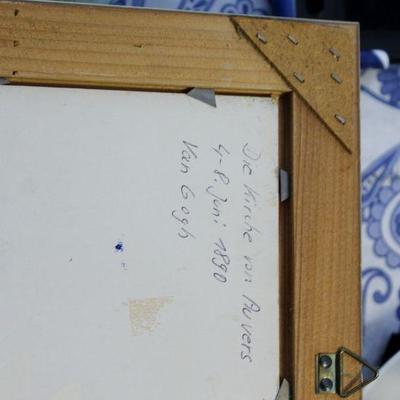 Die Kirche von Auvers
4-8. Juni 1890
Van Gogh